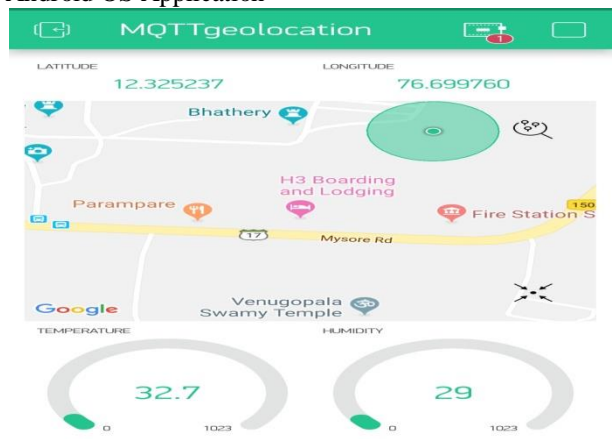 Android OS Application
MQTTgeolocation
1
LATITUDE
LONGITUDE
12.325237
76.699760
Bhathery
H3 Boarding
and Lodging
Parampare
150
Fire Station S
17
Mysore Rd
Google
Venugopala
Swamy Temple
TEMPERATURE
HUMIDITY
32.7
29
0
1023
0
1023